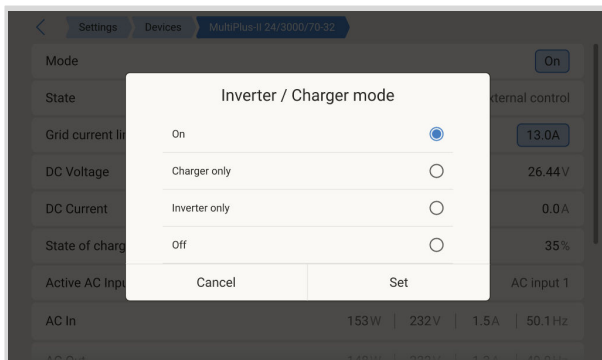 Settings Devices MultiPlus-II 24/3000/70-32
Mode On
State xternal control
Grid current lin 13.0A
DC Voltage 26.44V
DC Current 0.0A
State of charg 35%
Active AC Inpu AC input 1
AC In 153W 232V 1.5A 50.1Hz
Inverter / Charger mode
On
Charger only
Inverter only
Off
Cancel Set